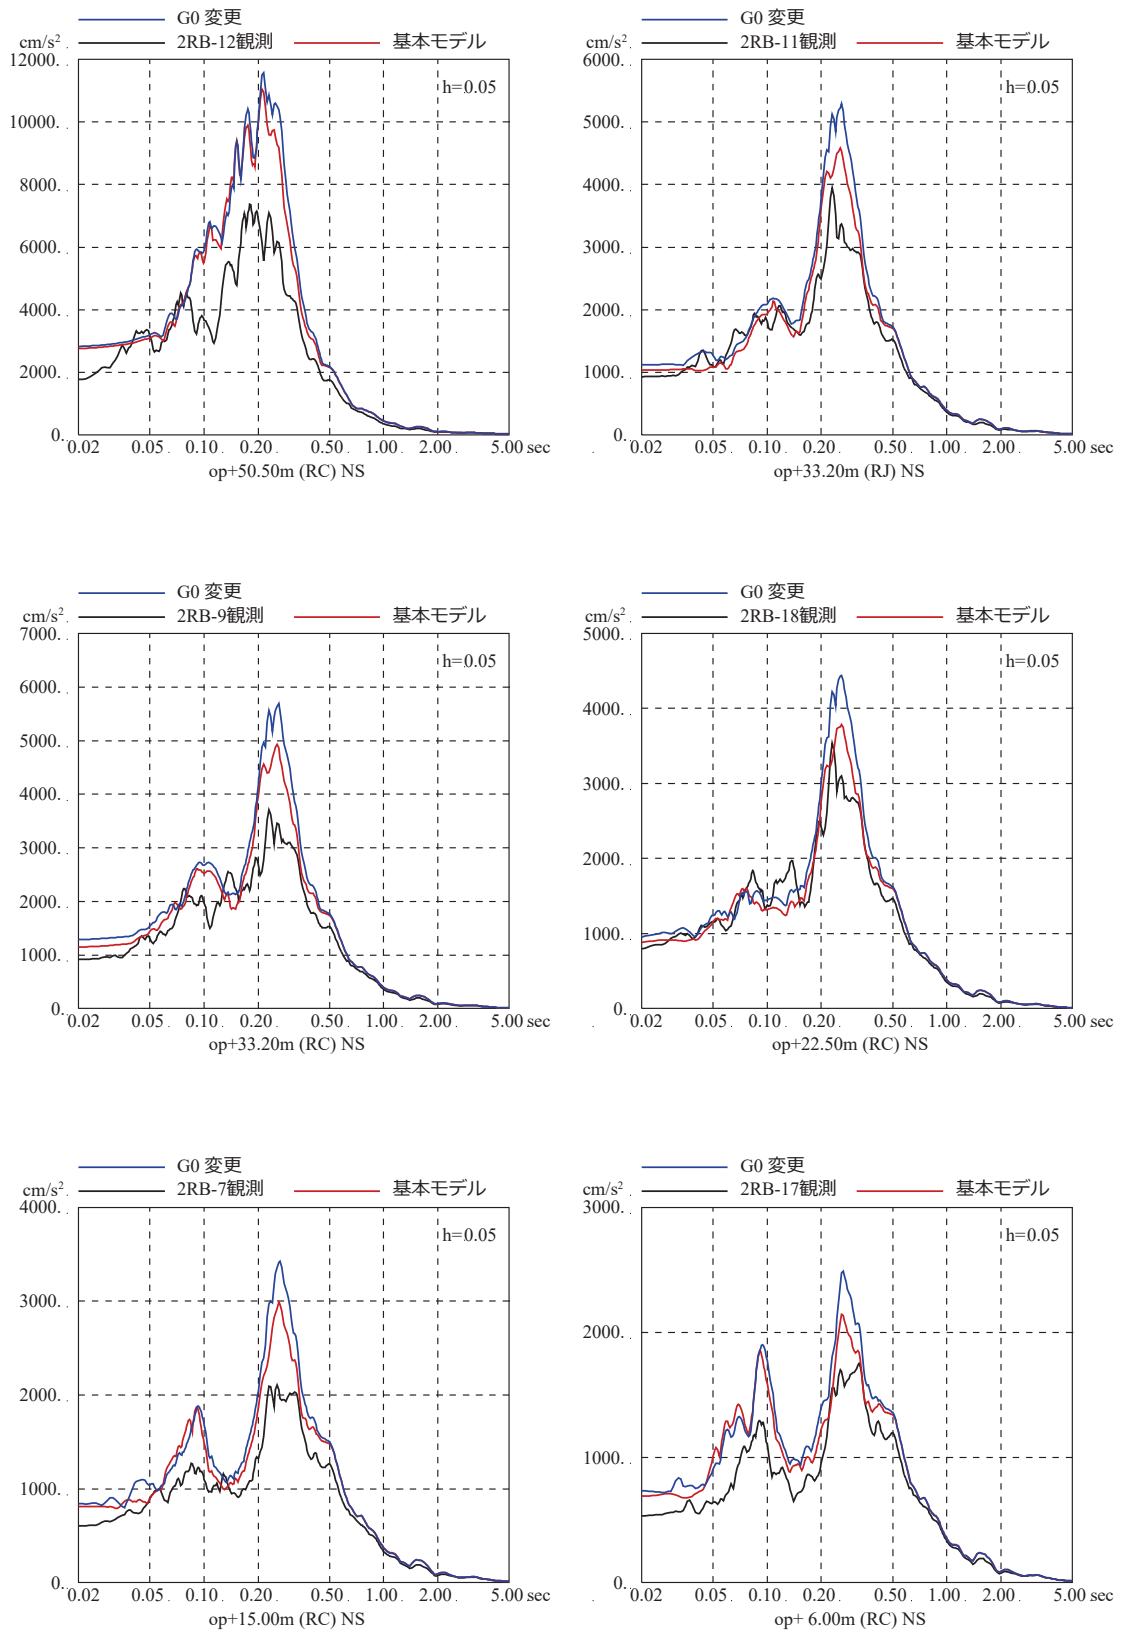 G0 変更
cm/s² 2RB-12観測 基本モデル
12000.
h=0.05
10000.
8000.
6000.
4000.
2000.
0.
0.02 0.05 0.10 0.20 0.50 1.00 2.00 5.00 sec
op+50.50m (RC) NS
G0 変更
cm/s² 2RB-11観測 基本モデル
6000.
h=0.05
5000.
4000.
3000.
2000.
1000.
0.
0.02 0.05 0.10 0.20 0.50 1.00 2.00 5.00 sec
op+33.20m (RJ) NS
G0 変更
cm/s² 2RB-9観測 基本モデル
7000.
h=0.05
6000.
5000.
4000.
3000.
2000.
1000.
0.
0.02 0.05 0.10 0.20 0.50 1.00 2.00 5.00 sec
op+33.20m (RC) NS
G0 変更
cm/s² 2RB-18観測 基本モデル
5000.
h=0.05
4000.
3000.
2000.
1000.
0.
0.02 0.05 0.10 0.20 0.50 1.00 2.00 5.00 sec
op+22.50m (RC) NS
G0 変更
cm/s² 2RB-7観測 基本モデル
4000.
h=0.05
3000.
2000.
1000.
0.
0.02 0.05 0.10 0.20 0.50 1.00 2.00 5.00 sec
op+15.00m (RC) NS
G0 変更
cm/s² 2RB-17観測 基本モデル
3000.
h=0.05
2000.
1000.
0.
0.02 0.05 0.10 0.20 0.50 1.00 2.00 5.00 sec
op+ 6.00m (RC) NS